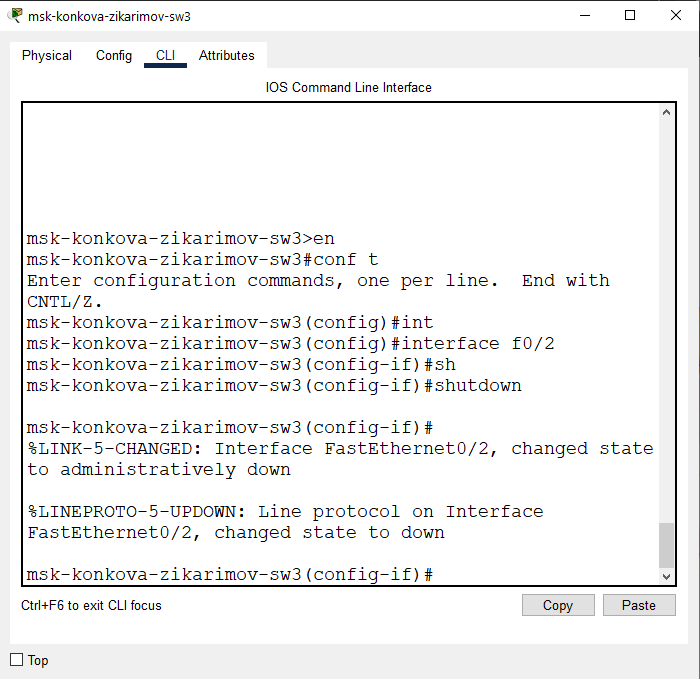 msk-konkova-zikarimov-sw3
Physical Config CLI Attributes
IOS Command Line Interface
msk-konkova-zikarimov-sw3>en
msk-konkova-zikarimov-sw3#conf t
Enter configuration commands, one per line.  End with
CNTL/Z.
msk-konkova-zikarimov-sw3(config)#int
msk-konkova-zikarimov-sw3(config)#interface f0/2
msk-konkova-zikarimov-sw3(config-if)#sh
msk-konkova-zikarimov-sw3(config-if)#shutdown
msk-konkova-zikarimov-sw3(config-if)#
%LINK-5-CHANGED: Interface FastEthernet0/2, changed state
to administratively down
%LINEPROTO-5-UPDOWN: Line protocol on Interface
FastEthernet0/2, changed state to down
msk-konkova-zikarimov-sw3(config-if)#
Ctrl+F6 to exit CLI focus
Copy Paste
Top